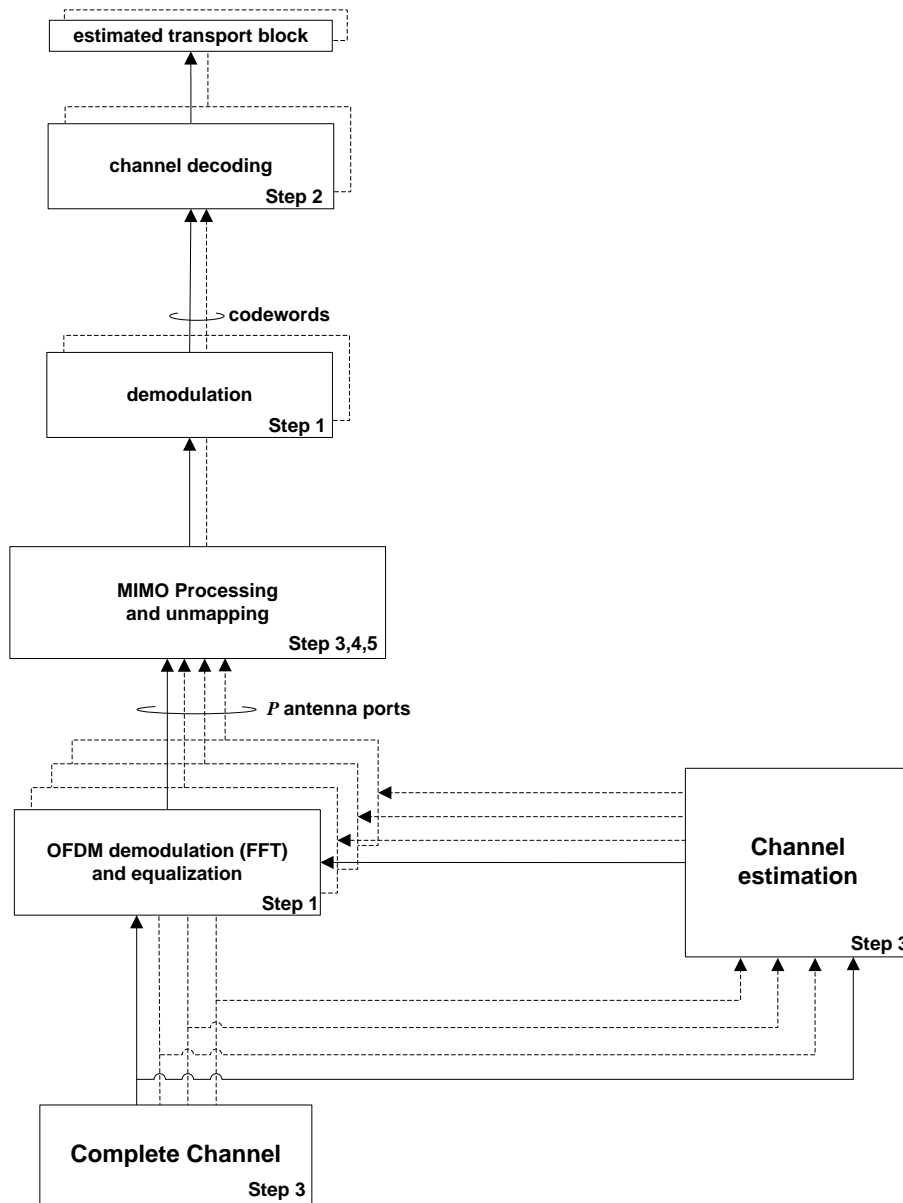 estimated transport block
channel decoding
Step 2
codewords
demodulation
Step 1
MIMO Processing
and unmapping
Step 3,4,5
P antenna ports
OFDM demodulation (FFT)
and equalization
Step 1
Channel
estimation
Step 3
Complete Channel
Step 3